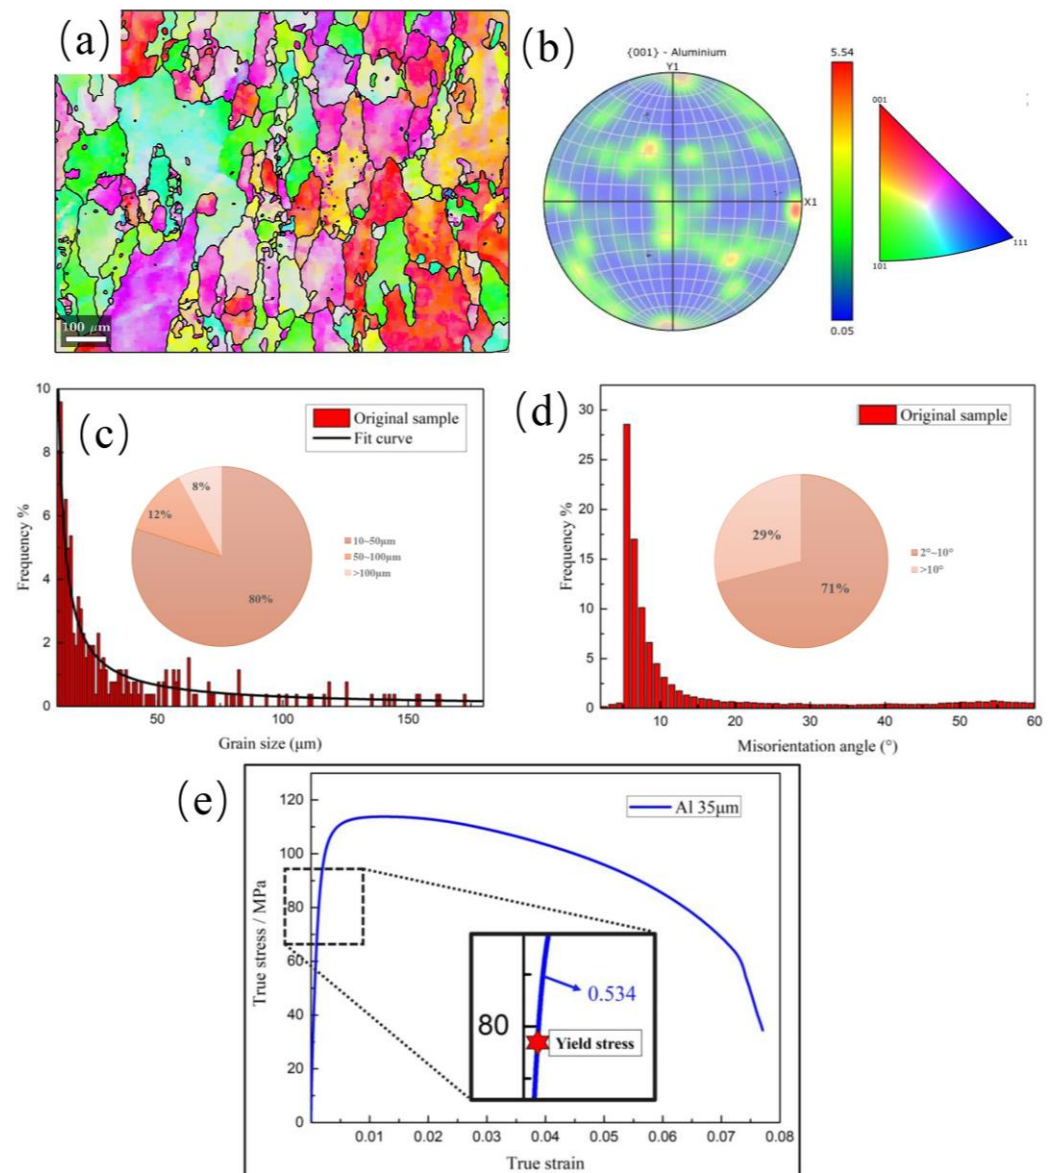 (a)
100 μm
(b)
{001} - Aluminium
Y1
X1
5.54
0.05
001
101
111
(c)
Frequency %
10
8
6
4
2
0
Original sample
Fit curve
8%
12%
80%
10~50μm
50~100μm
>100μm
50
100
150
Grain size (μm)
(d)
Frequency %
30
25
20
15
10
5
0
Original sample
29%
71%
2°~10°
>10°
10
20
30
40
50
60
Misorientation angle (°)
(e)
True stress / MPa
120
100
80
60
40
20
0
Al 35μm
80
0.534
Yield stress
0.01
0.02
0.03
0.04
0.05
0.06
0.07
0.08
True strain